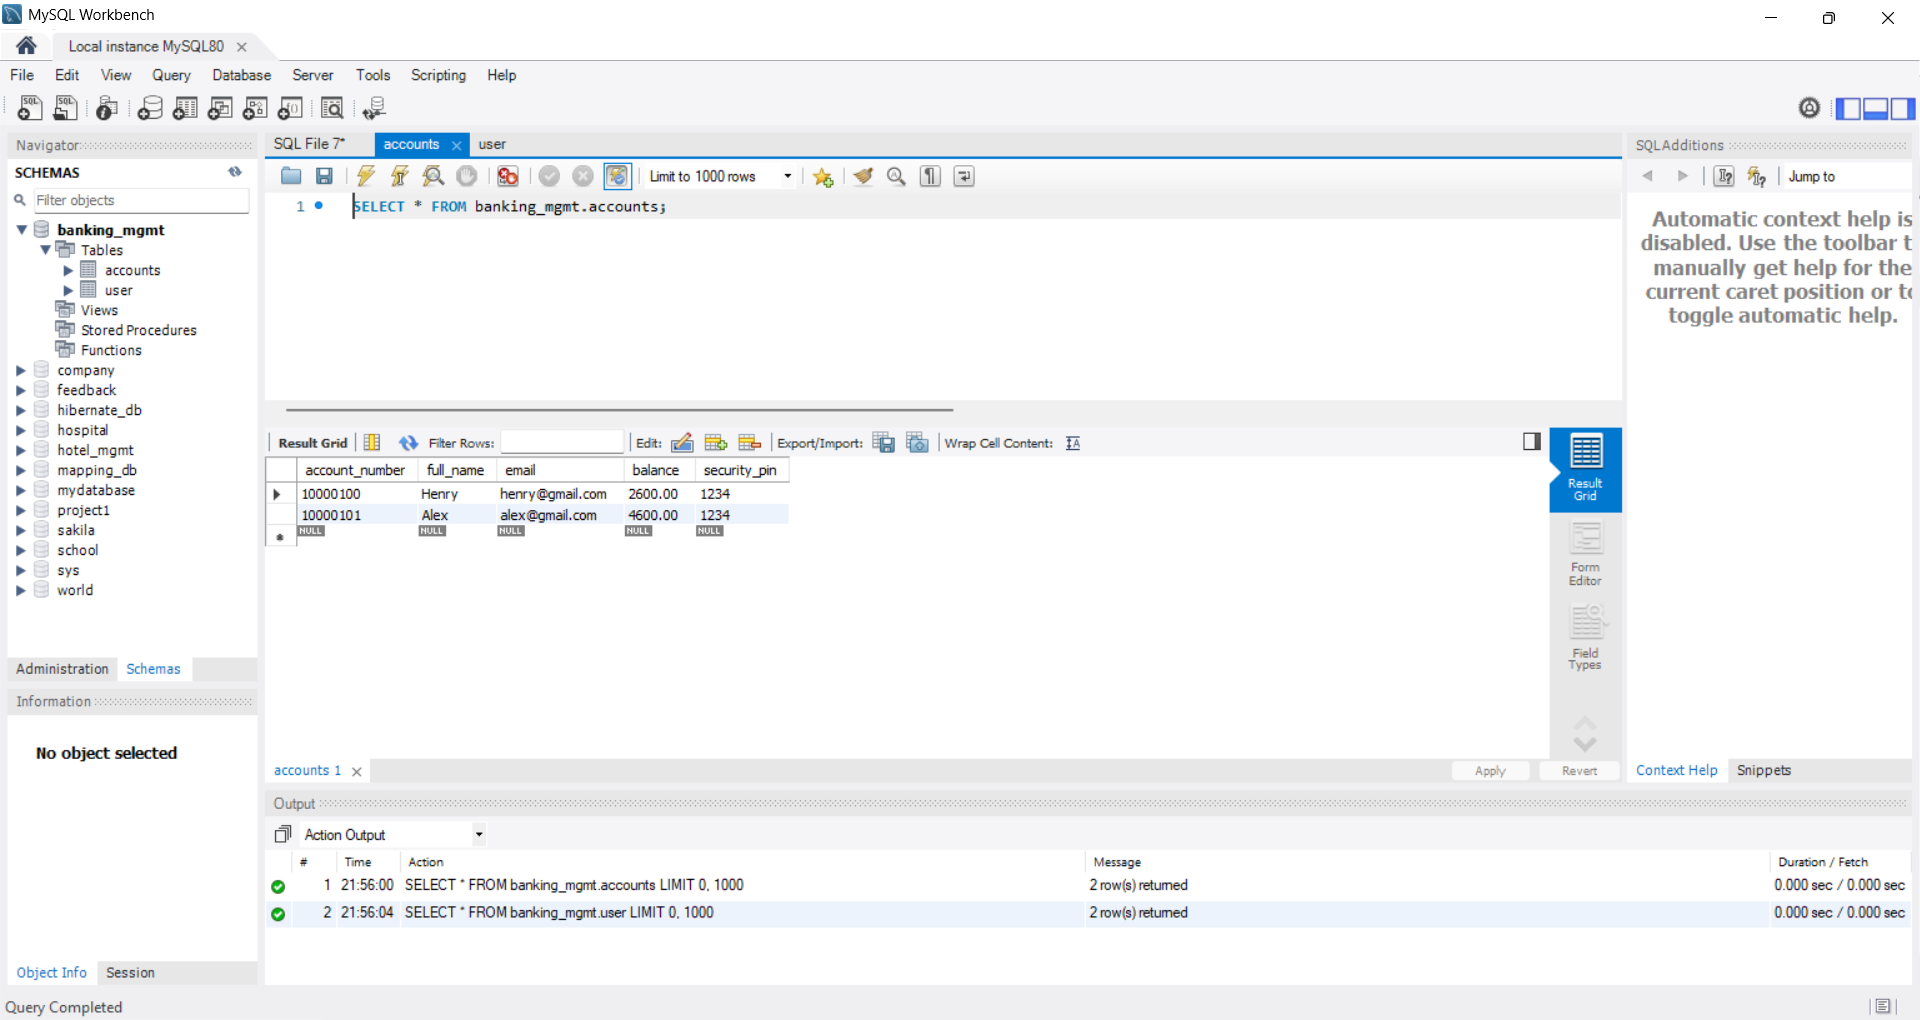 MySQL Workbench
Local instance MySQL80
File Edit View Query Database Server Tools Scripting Help
Navigator
SCHEMAS
Filter objects
banking_mgmt
Tables
accounts
user
Views
Stored Procedures
Functions
company
feedback
hibernate_db
hospital
hotel_mgmt
mapping_db
mydatabase
project1
sakila
school
sys
world
Administration Schemas
Information
No object selected
Object Info Session
Query Completed
SQL File 7* accounts user
Limit to 1000 rows
1 SELECT * FROM banking_mgmt.accounts;
Result Grid Filter Rows: Edit: Export/Import: Wrap Cell Content:
account_number full_name email balance security_pin
10000100 Henry henry@gmail.com 2600.00 1234
10000101 Alex alex@gmail.com 4600.00 1234
NULL NULL NULL NULL NULL
Result
Grid
Form
Editor
Field
Types
accounts 1
Apply Revert
SQLAdditions
Jump to
Automatic context help is
disabled. Use the toolbar t
manually get help for the
current caret position or to
toggle automatic help.
Context Help Snippets
Output
Action Output
# Time Action Message Duration / Fetch
1 21:56:00 SELECT * FROM banking_mgmt.accounts LIMIT 0, 1000 2 row(s) returned 0.000 sec / 0.000 sec
2 21:56:04 SELECT * FROM banking_mgmt.user LIMIT 0, 1000 2 row(s) returned 0.000 sec / 0.000 sec